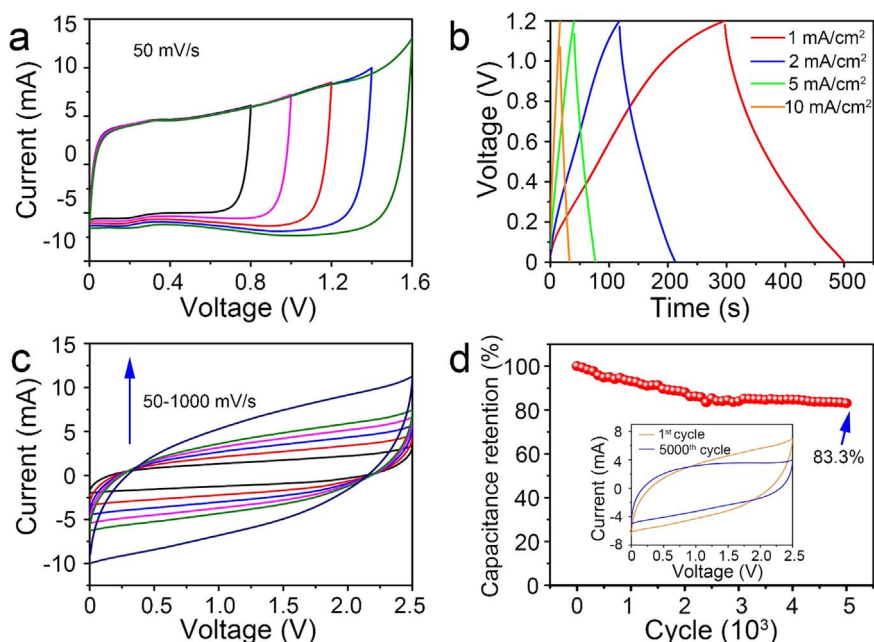 a
50 mV/s
Current (mA)
15
10
5
0
-5
-10
0 0.4 0.8 1.2 1.6
Voltage (V)
b
1 mA/cm²
2 mA/cm²
5 mA/cm²
10 mA/cm²
Voltage (V)
1.2
1.0
0.8
0.6
0.4
0.2
0
0 100 200 300 400 500
Time (s)
c
50-1000 mV/s
Current (mA)
15
10
5
0
-5
-10
0 0.5 1.0 1.5 2.0 2.5
Voltage (V)
d
Capacitance retention (%)
100
80
60
40
20
0
83.3%
1ˢᵗ cycle
5000ᵗʰ cycle
Current (mA)
8
4
0
-4
-8
0 0.5 1.0 1.5 2.0 2.5
Voltage (V)
0 1 2 3 4 5
Cycle (10³)